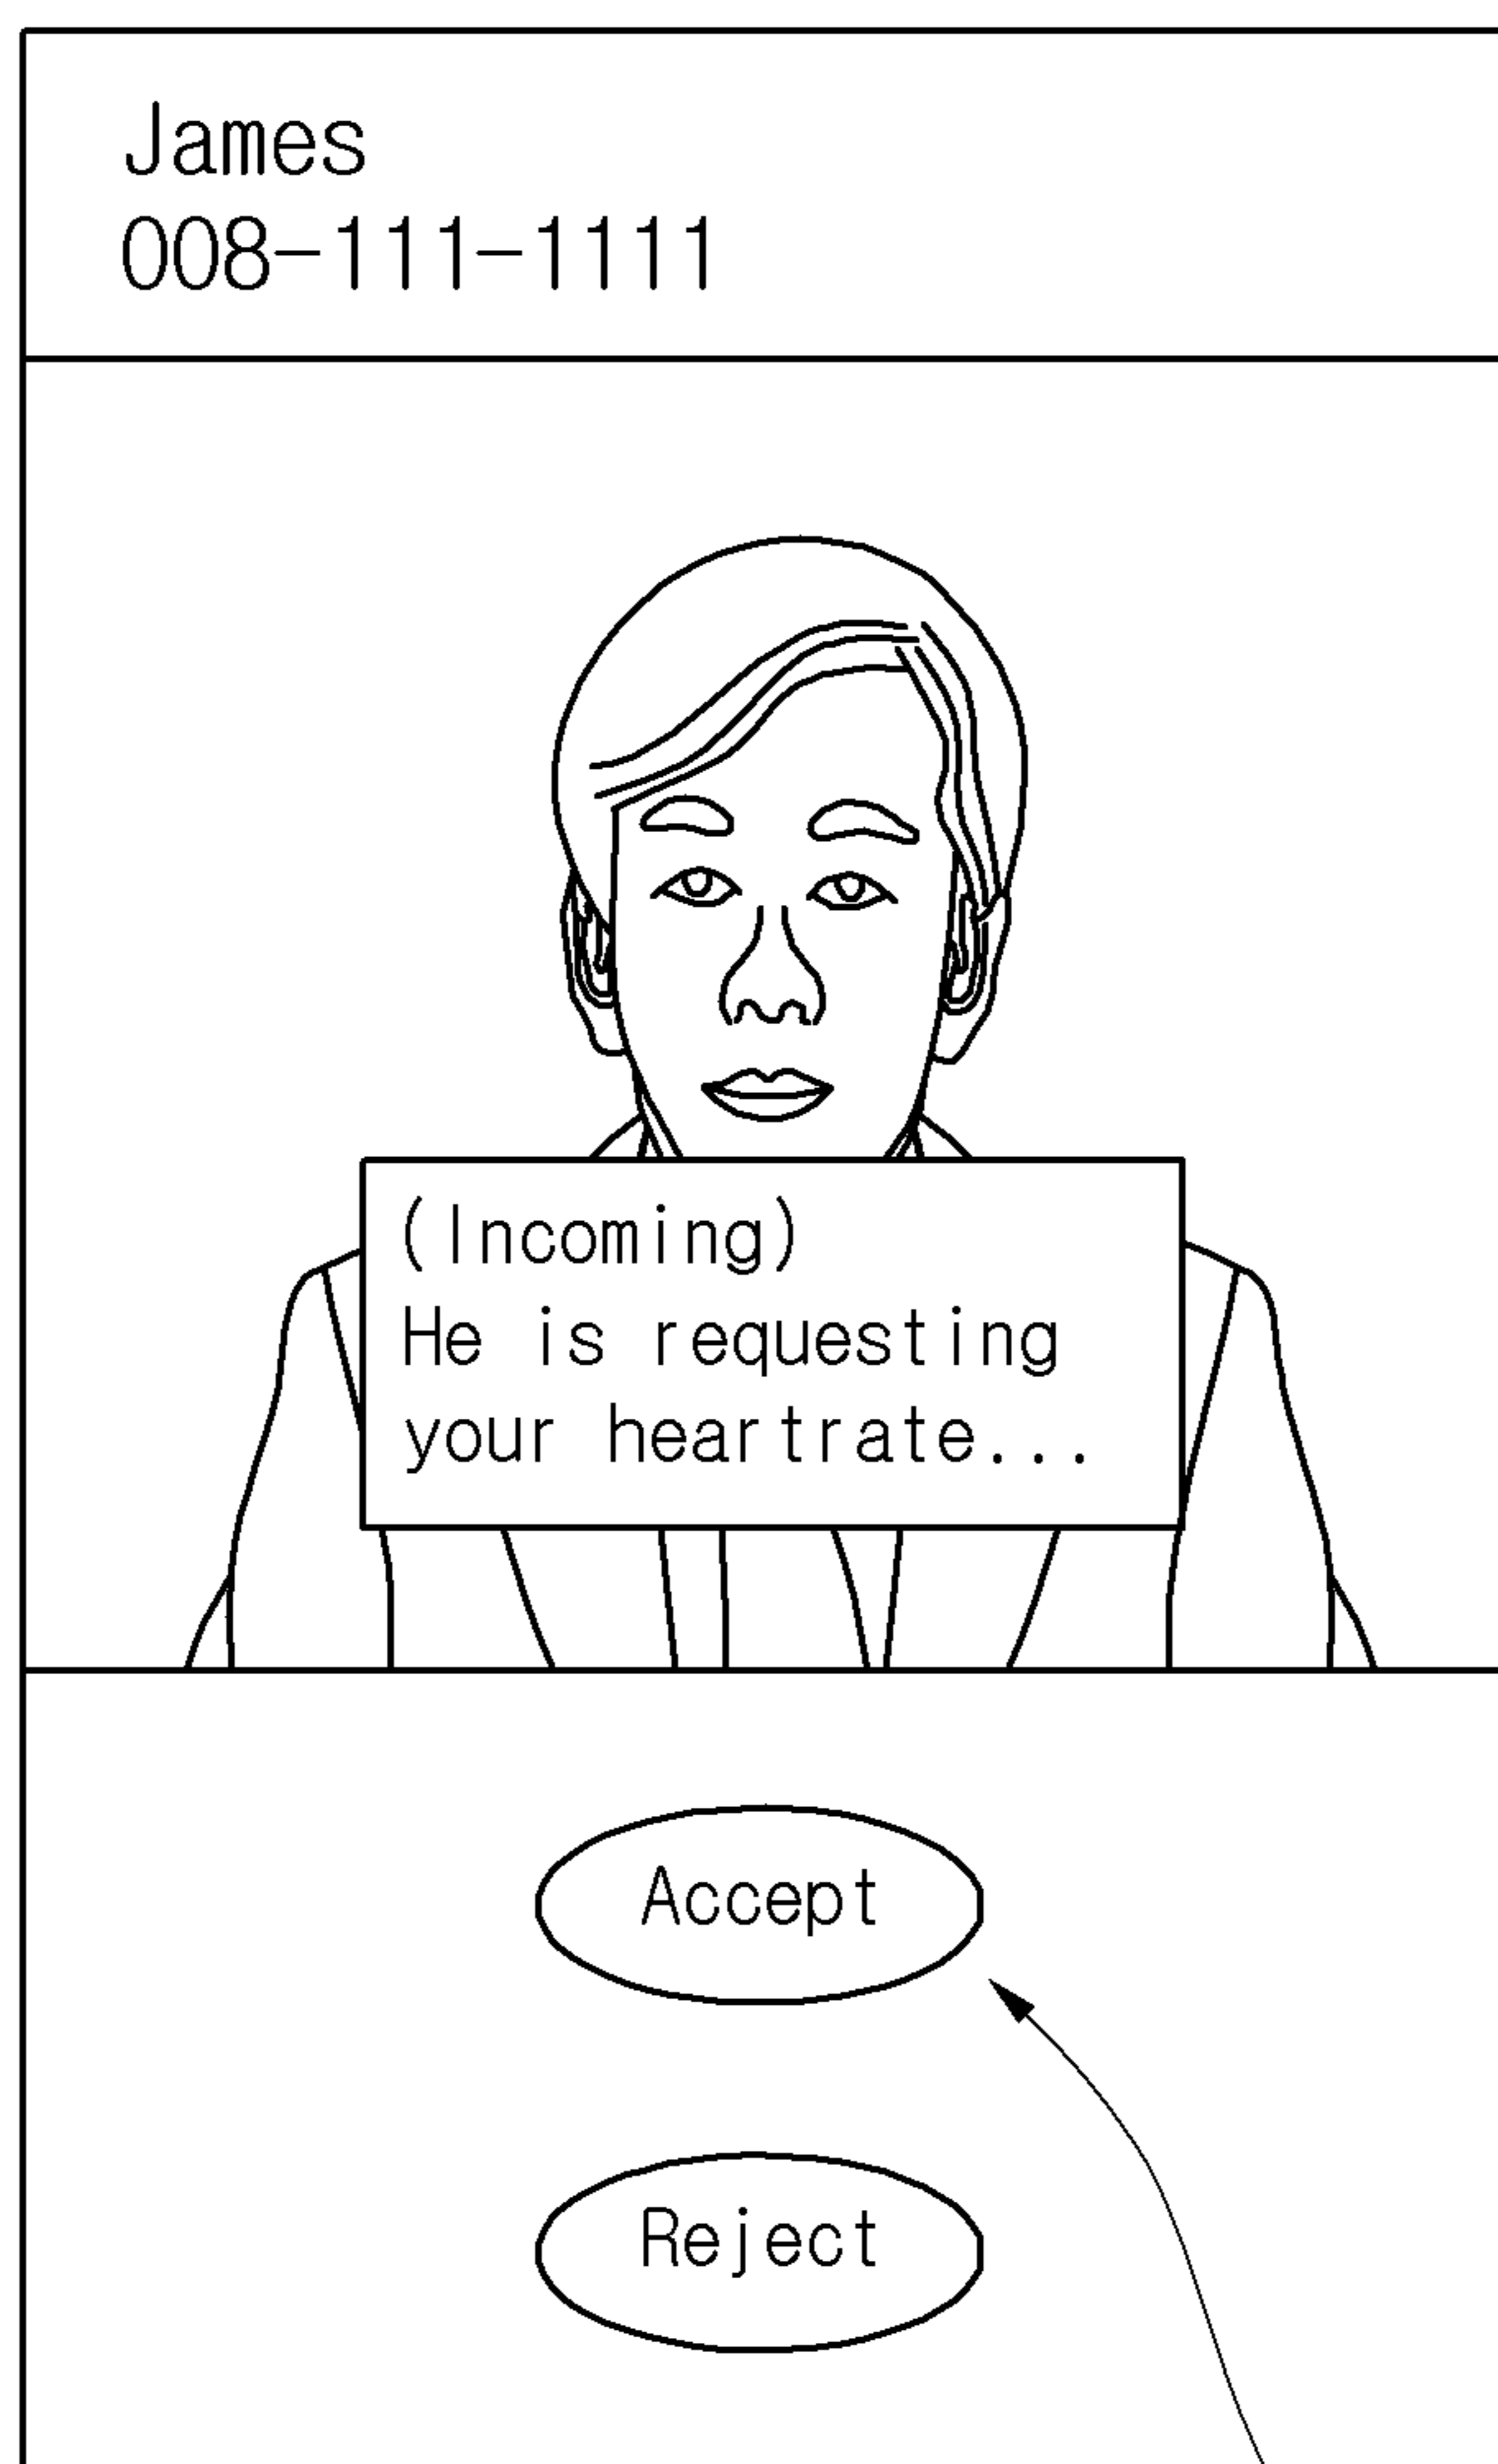 James
008-111-1111
(Incoming)
He is requesting
your heartrate...
Accept
Reject